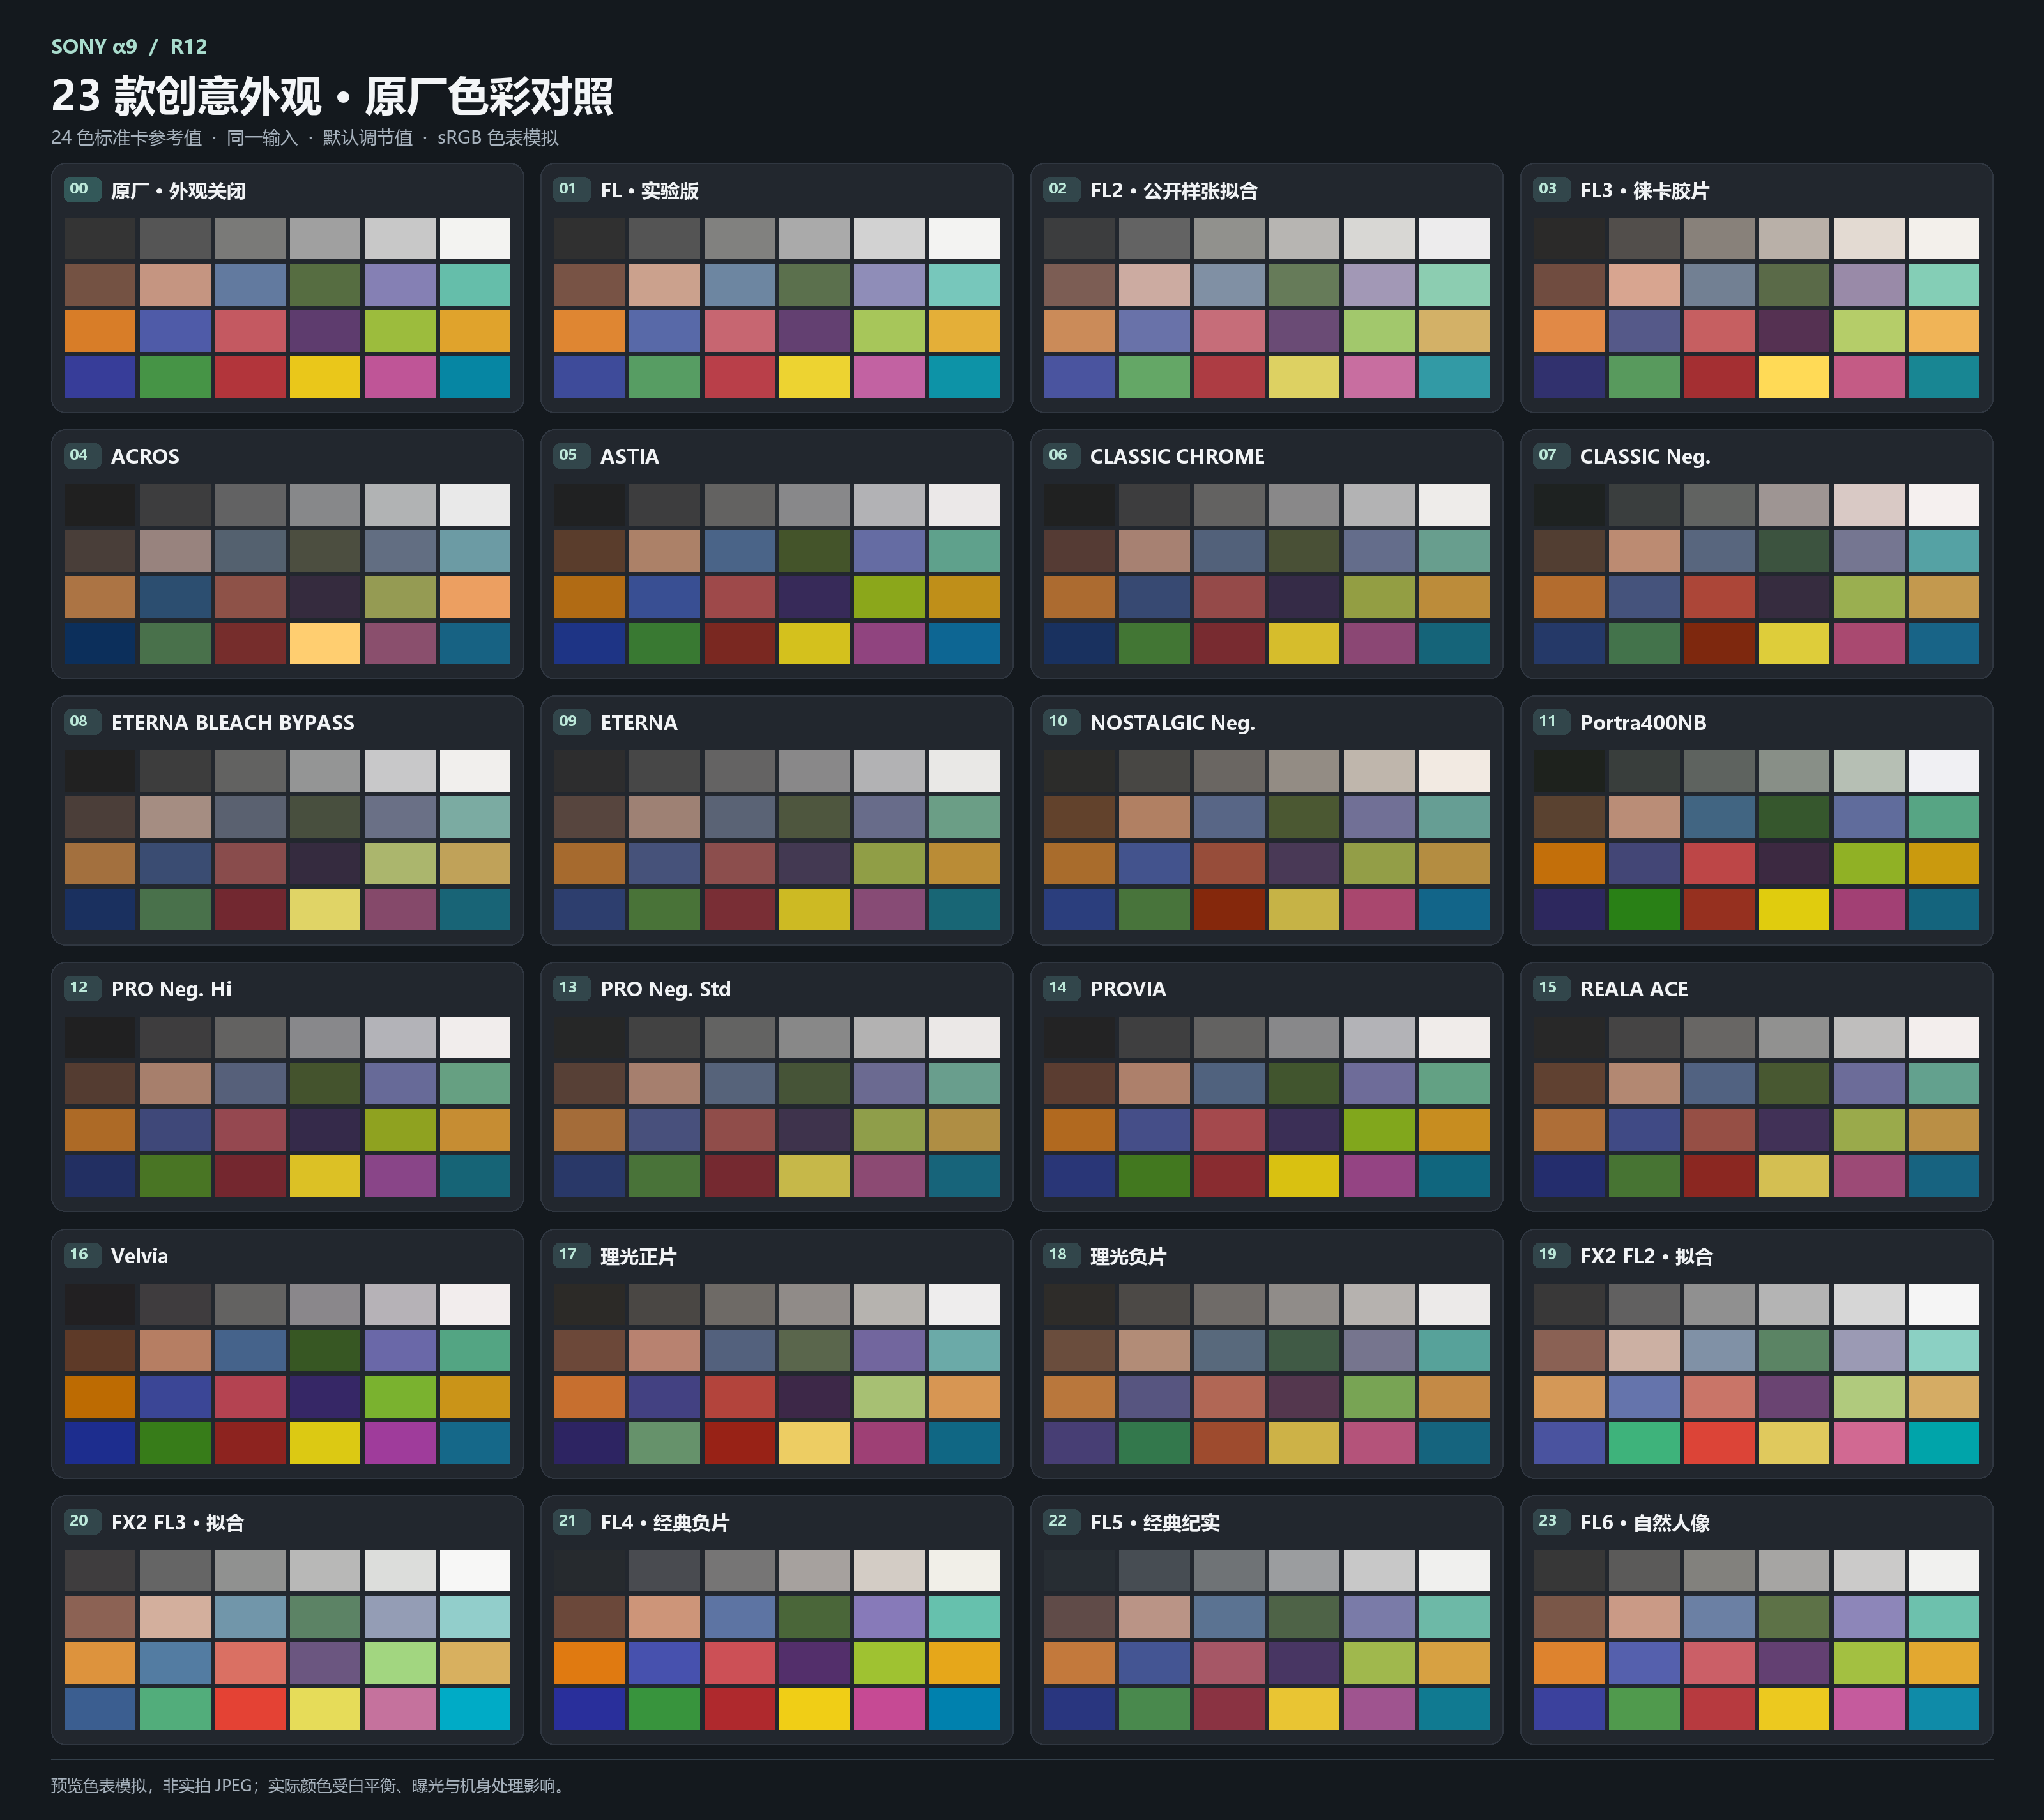 SONY α9 / R12
23 款创意外观 • 原厂色彩对照
24 色标准卡参考值 · 同一输入 · 默认调节值 · sRGB 色表模拟
00 原厂 • 外观关闭
01 FL • 实验版
02 FL2 • 公开样张拟合
03 FL3 • 徕卡胶片
04 ACROS
05 ASTIA
06 CLASSIC CHROME
07 CLASSIC Neg.
08 ETERNA BLEACH BYPASS
09 ETERNA
10 NOSTALGIC Neg.
11 Portra400NB
12 PRO Neg. Hi
13 PRO Neg. Std
14 PROVIA
15 REALA ACE
16 Velvia
17 理光正片
18 理光负片
19 FX2 FL2 • 拟合
20 FX2 FL3 • 拟合
21 FL4 • 经典负片
22 FL5 • 经典纪实
23 FL6 • 自然人像
预览色表模拟，非实拍 JPEG；实际颜色受白平衡、曝光与机身处理影响。